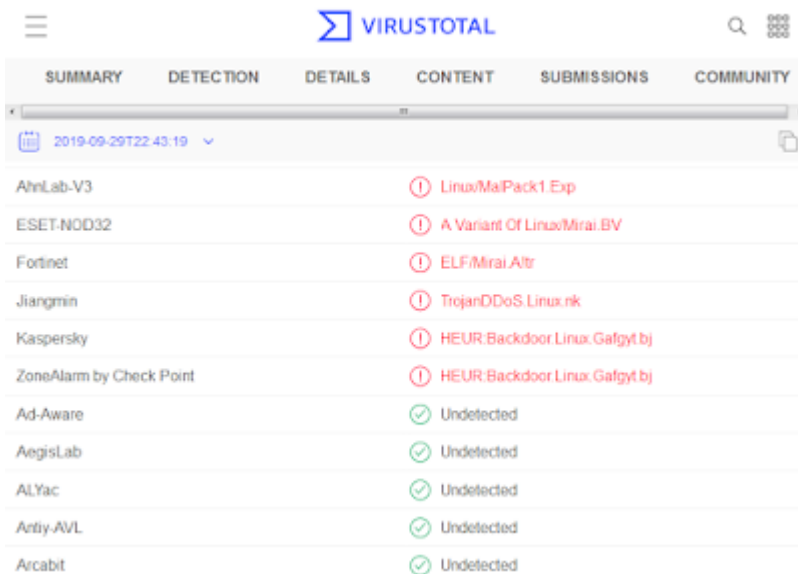 VIRUSTOTAL
SUMMARY DETECTION DETAILS CONTENT SUBMISSIONS COMMUNITY
2019-09-29T22:43:19
AhnLab-V3 Linux/MalPack1.Exp
ESET-NOD32 A Variant Of Linux/Mirai.BV
Fortinet ELF/Mirai.A!tr
Jiangmin TrojanDDoS.Linux.nk
Kaspersky HEUR:Backdoor.Linux.Gafgyt.bj
ZoneAlarm by Check Point HEUR:Backdoor.Linux.Gafgyt.bj
Ad-Aware Undetected
AegisLab Undetected
ALYac Undetected
Antiy-AVL Undetected
Arcabit Undetected